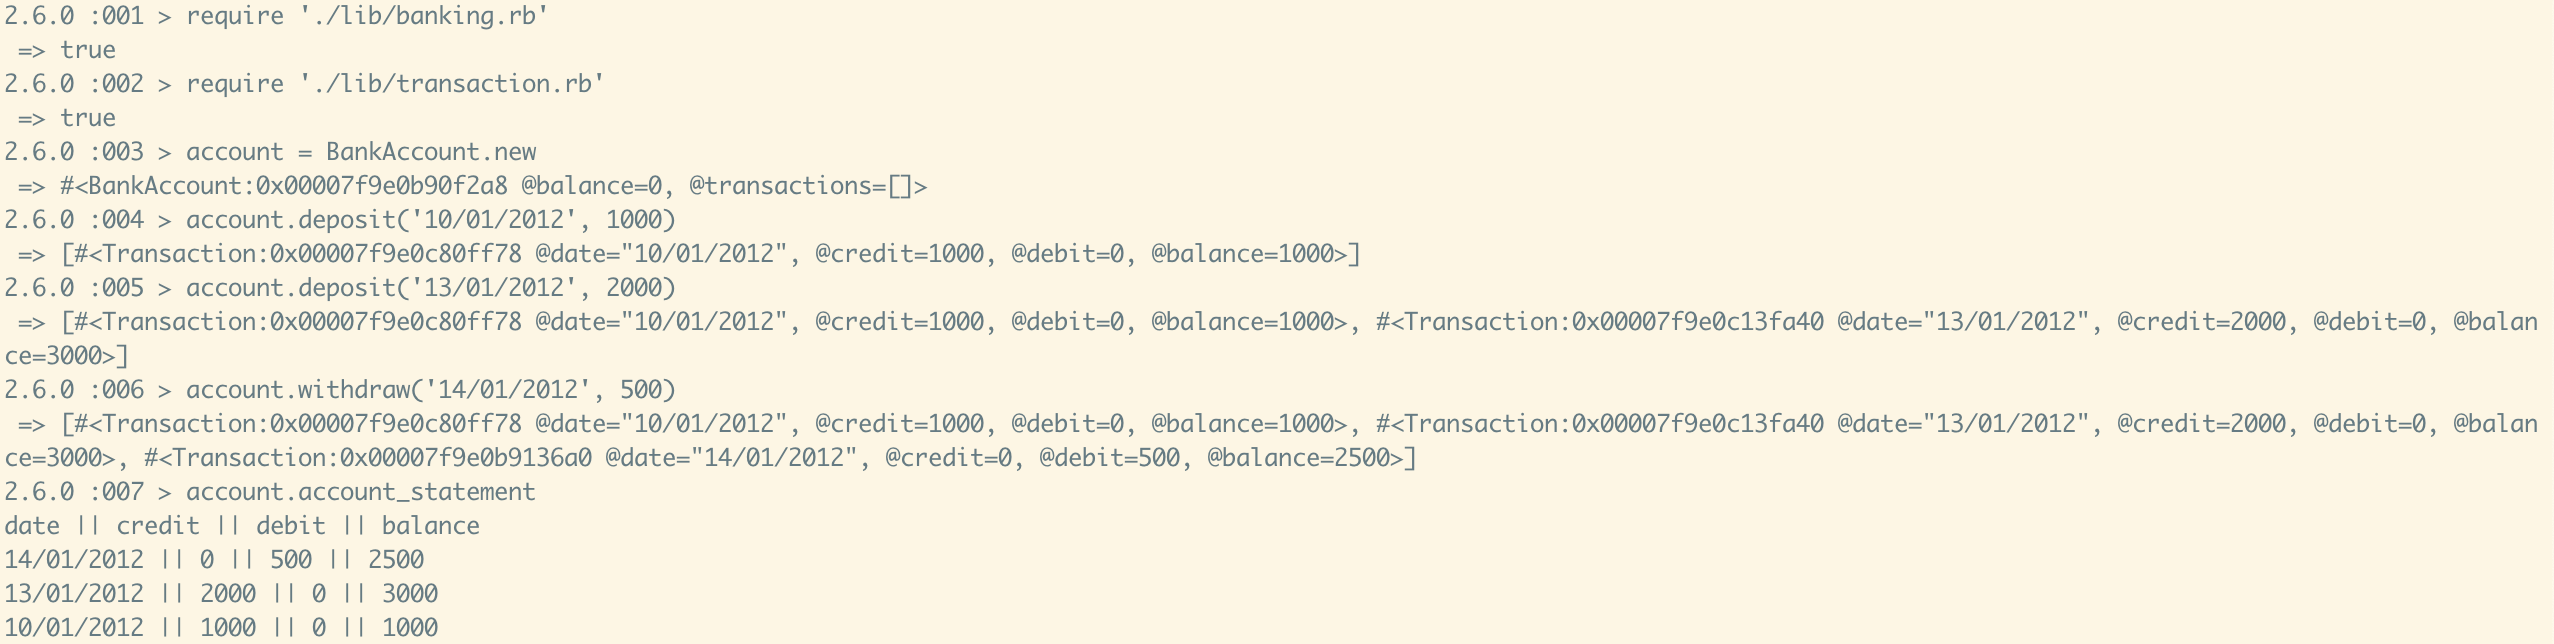 2.6.0 :001 > require './lib/banking.rb'
 => true
2.6.0 :002 > require './lib/transaction.rb'
 => true
2.6.0 :003 > account = BankAccount.new
 => #<BankAccount:0x00007f9e0b90f2a8 @balance=0, @transactions=[]>
2.6.0 :004 > account.deposit('10/01/2012', 1000)
 => [#<Transaction:0x00007f9e0c80ff78 @date="10/01/2012", @credit=1000, @debit=0, @balance=1000>]
2.6.0 :005 > account.deposit('13/01/2012', 2000)
 => [#<Transaction:0x00007f9e0c80ff78 @date="10/01/2012", @credit=1000, @debit=0, @balance=1000>, #<Transaction:0x00007f9e0c13fa40 @date="13/01/2012", @credit=2000, @debit=0, @balan
ce=3000>]
2.6.0 :006 > account.withdraw('14/01/2012', 500)
 => [#<Transaction:0x00007f9e0c80ff78 @date="10/01/2012", @credit=1000, @debit=0, @balance=1000>, #<Transaction:0x00007f9e0c13fa40 @date="13/01/2012", @credit=2000, @debit=0, @balan
ce=3000>, #<Transaction:0x00007f9e0b9136a0 @date="14/01/2012", @credit=0, @debit=500, @balance=2500>]
2.6.0 :007 > account.account_statement
date || credit || debit || balance
14/01/2012 || 0 || 500 || 2500
13/01/2012 || 2000 || 0 || 3000
10/01/2012 || 1000 || 0 || 1000